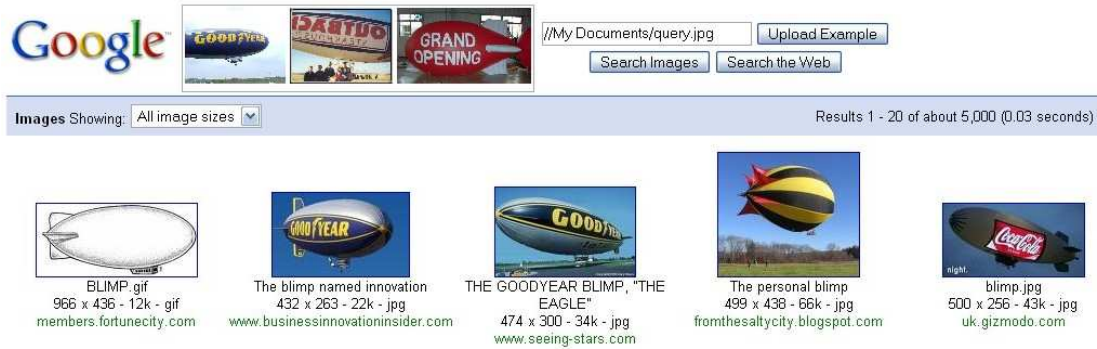 Google™
GOODYEAR
OUTBACK
GRAND
OPENING
//My Documents/query.jpg Upload Example
Search Images Search the Web
Images Showing: All image sizes
Results 1 - 20 of about 5,000 (0.03 seconds)
GOOD YEAR
GOODYEAR
Coca-Cola
night.
BLIMP.gif
966 x 436 - 12k - gif
members.fortunecity.com
The blimp named innovation
432 x 263 - 22k - jpg
www.businessinnovationinsider.com
THE GOODYEAR BLIMP, "THE
EAGLE"
474 x 300 - 34k - jpg
www.seeing-stars.com
The personal blimp
499 x 438 - 66k - jpg
fromthesaltycity.blogspot.com
blimp.jpg
500 x 256 - 43k - jpg
uk.gizmodo.com